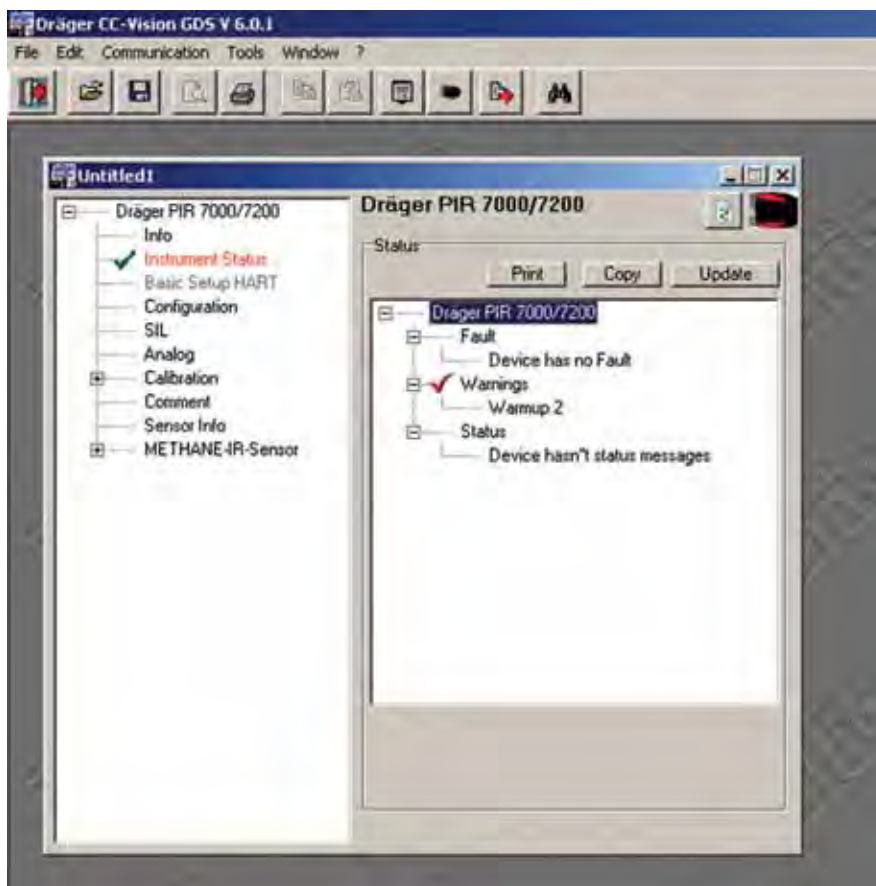 Dräger CC-Vision GDS V 6.0.1
File Edit Communication Tools Window ?
Untitled1
Dräger PIR 7000/7200
Info
Instrument Status
Basic Setup HART
Configuration
SIL
Analog
Calibration
Comment
Sensor Info
METHANE-IR-Sensor
Dräger PIR 7000/7200
Status
Print Copy Update
Dräger PIR 7000/7200
Fault
Device has no Fault
Warnings
Warmup 2
Status
Device hasn"t status messages